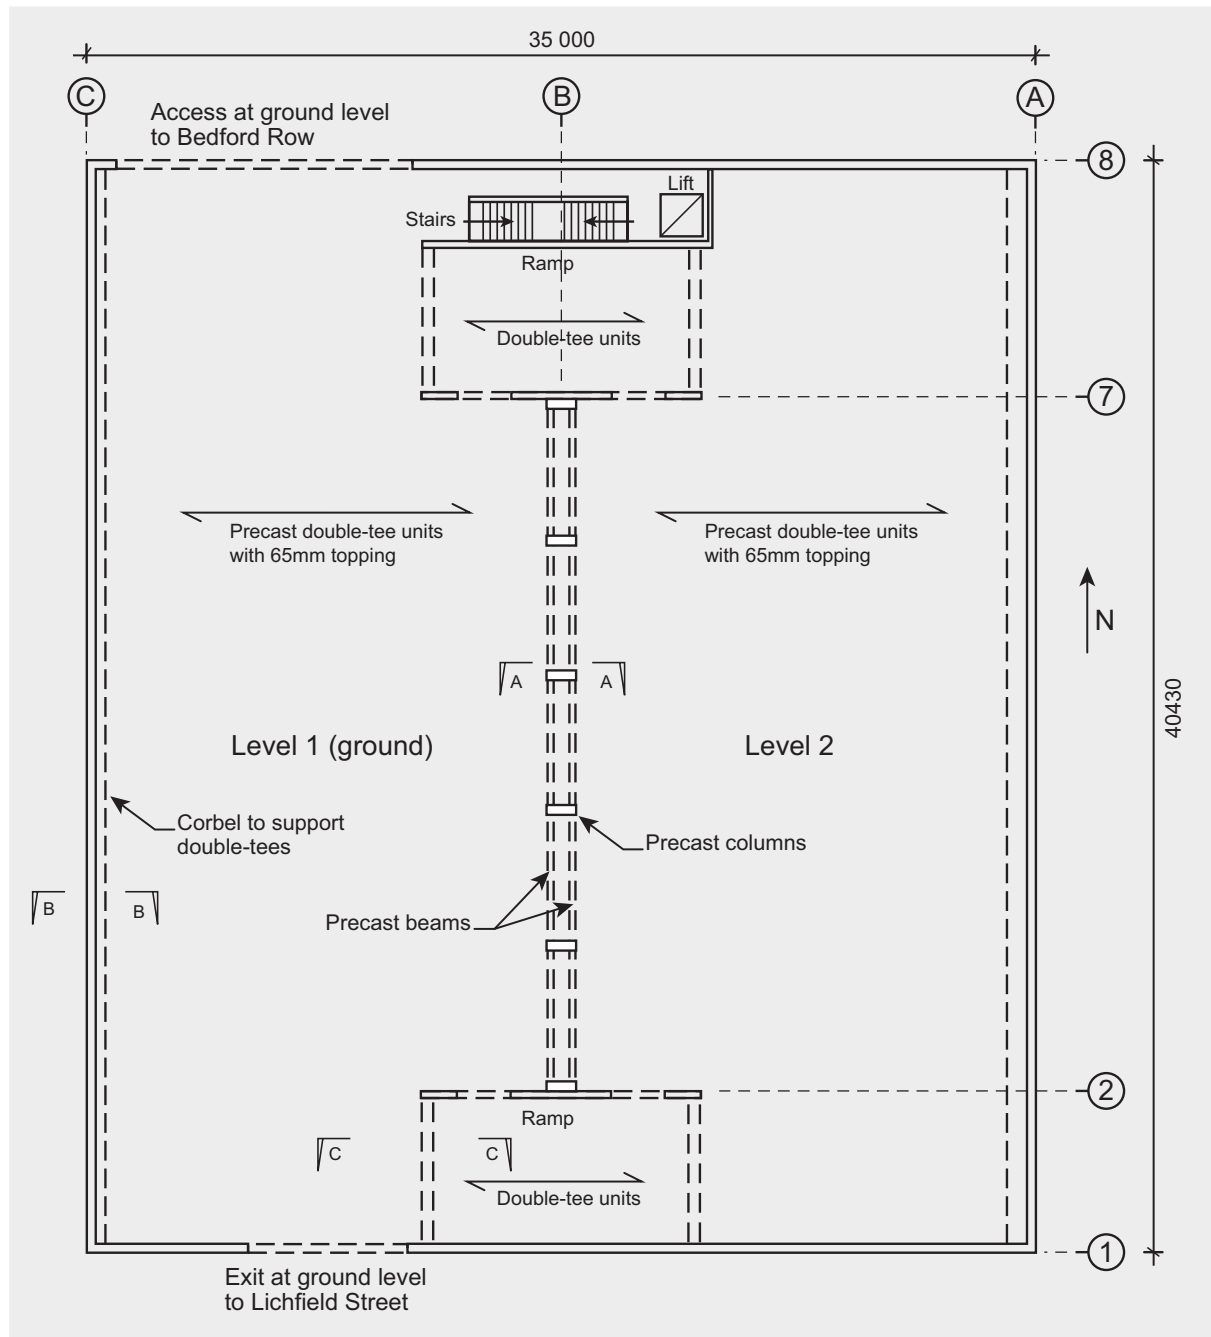 35 000
C
B
A
Access at ground level
to Bedford Row
8
Lift
Stairs
Ramp
Double-tee units
7
Precast double-tee units
with 65mm topping
Precast double-tee units
with 65mm topping
N
A
A
40430
Level 1 (ground)
Level 2
Corbel to support
double-tees
Precast columns
B
B
Precast beams
2
Ramp
C
C
Double-tee units
1
Exit at ground level
to Lichfield Street